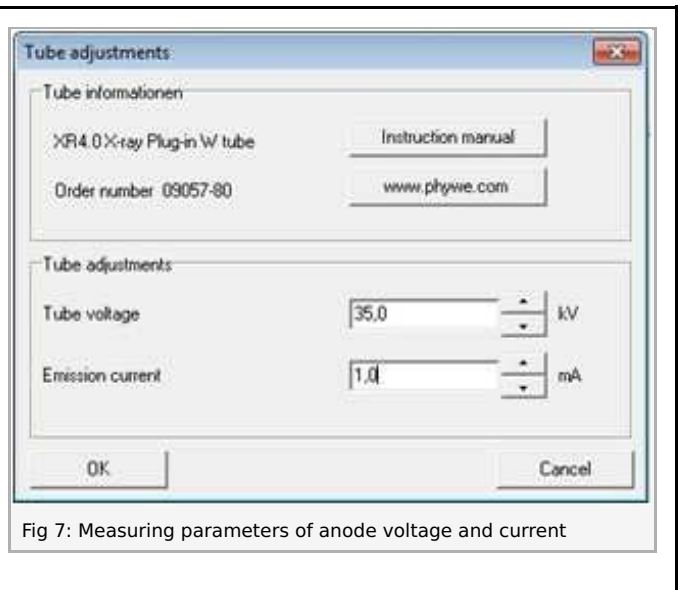 Tube adjustments
Tube informationen
XR4.0 X-ray Plug-in W tube
Instruction manual
Order number 09057-80
www.phywe.com
Tube adjustments
Tube voltage 35,0 kV
Emission current 1,0 mA
OK Cancel
Fig 7: Measuring parameters of anode voltage and current